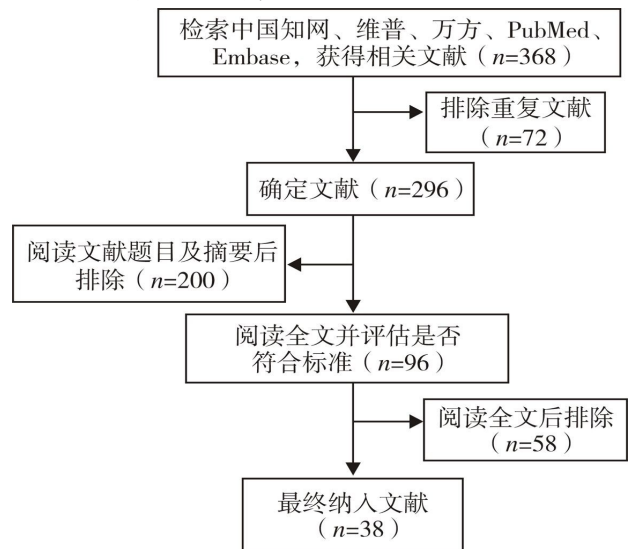 检索中国知网、维普、万方、PubMed、
Embase，获得相关文献（n=368）
排除重复文献
（n=72）
确定文献（n=296）
阅读文献题目及摘要后
排除（n=200）
阅读全文并评估是否
符合标准（n=96）
阅读全文后排除
（n=58）
最终纳入文献
（n=38）